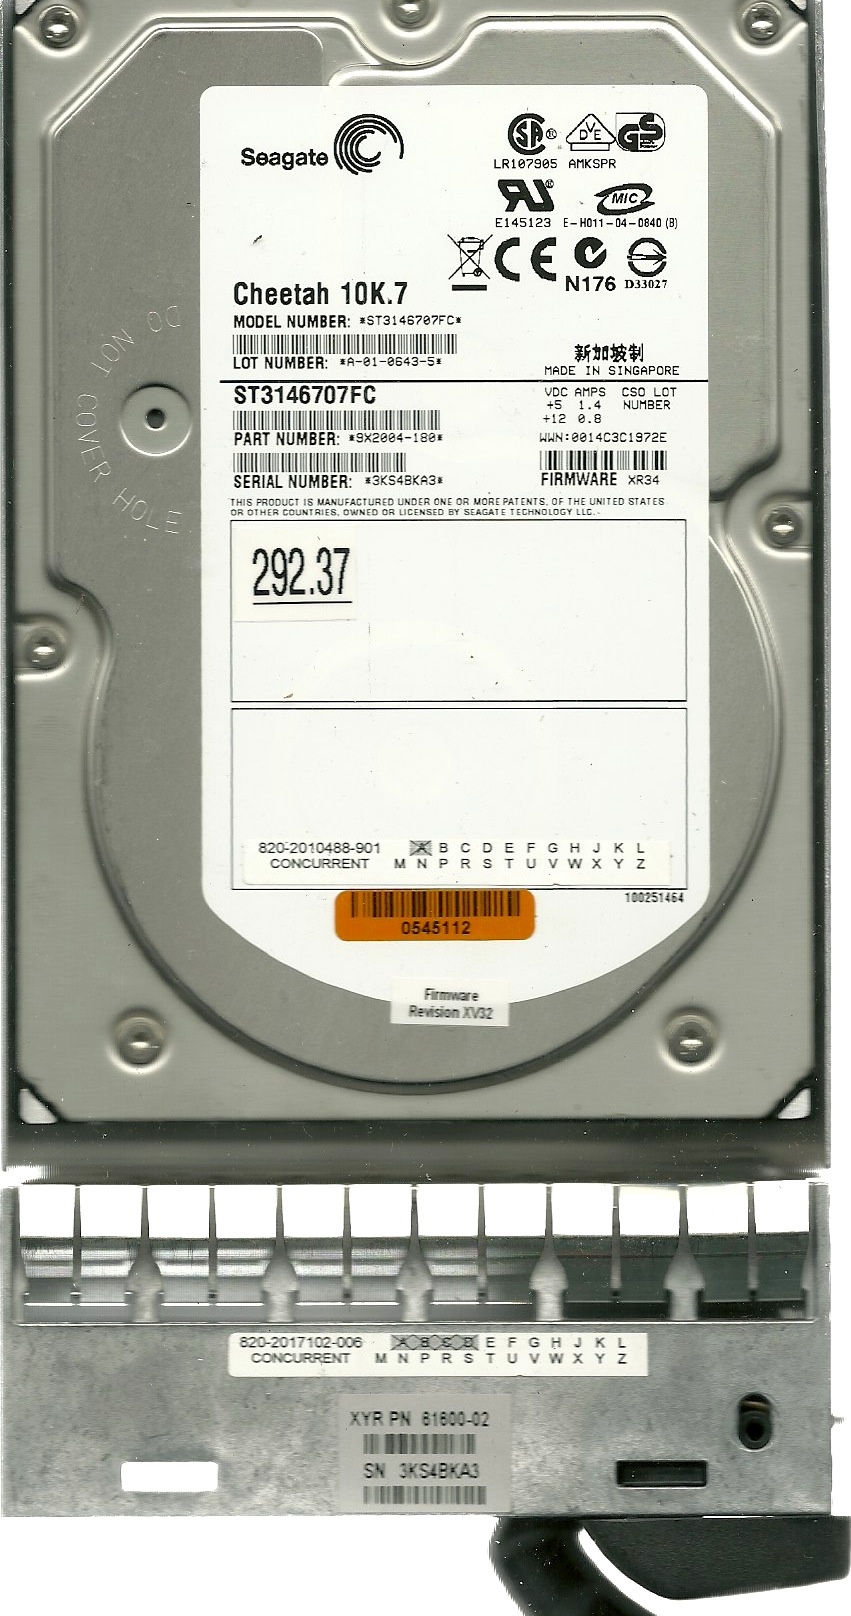 Seagate
SA
VDE
GS
LR107905 AMKSPR
MIC
E145123 E-H011-04-0840 (B)
CE
N176 D33027
Cheetah 10K.7
MODEL NUMBER: *ST3146707FC*
LOT NUMBER: *A-01-0643-5*
新加坡制
MADE IN SINGAPORE
ST3146707FC
VDC AMPS CSO LOT
+5 1.4 NUMBER
+12 0.8
PART NUMBER: *9X2004-180*
WWN:0014C3C1972E
SERIAL NUMBER: *3KS4BKA3*
FIRMWARE XR34
THIS PRODUCT IS MANUFACTURED UNDER ONE OR MORE PATENTS, OF THE UNITED STATES
OR OTHER COUNTRIES, OWNED OR LICENSED BY SEAGATE TECHNOLOGY LLC.
DO NOT COVER HOLE
292.37
820-2010488-901 A B C D E F G H J K L
CONCURRENT M N P R S T U V W X Y Z
100251464
0545112
Firmware
Revision XV32
820-2017102-006 A B C D E F G H J K L
CONCURRENT M N P R S T U V W X Y Z
XYR PN 61600-02
SN 3KS4BKA3